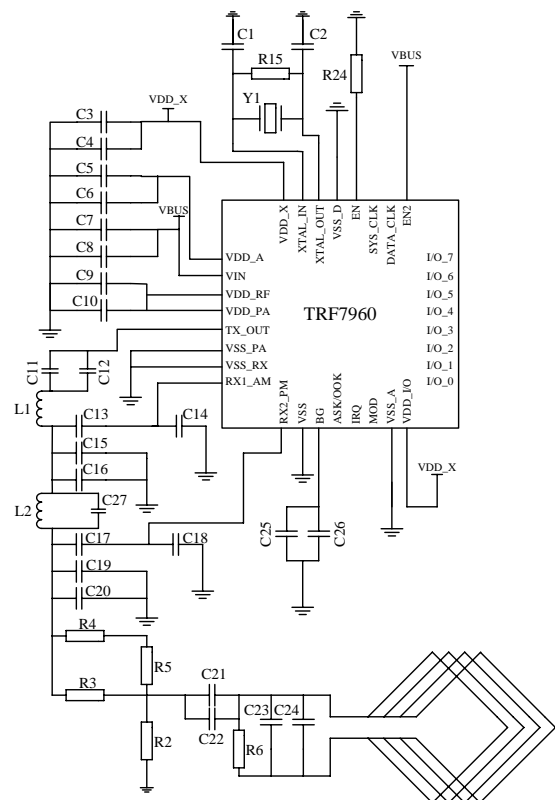 C1
C2
R15
R24
VBUS
Y1
VDD_X
C3
C4
C5
C6
C7
VBUS
C8
C9
C10
VDD_X
XTAL_IN
XTAL_OUT
VSS_D
EN
SYS_CLK
DATA_CLK
EN2
VDD_A
VIN
VDD_RF
VDD_PA
TX_OUT
VSS_PA
VSS_RX
RX1_AM
TRF7960
I/O_7
I/O_6
I/O_5
I/O_4
I/O_3
I/O_2
I/O_1
I/O_0
RX2_PM
VSS
BG
ASK/OOK
IRQ
MOD
VSS_A
VDD_I/O
C11
C12
L1
C13
C14
C15
C16
VDD_X
L2
C27
C17
C18
C25
C26
C19
C20
R4
R5
R3
C21
C22
C23
C24
R2
R6